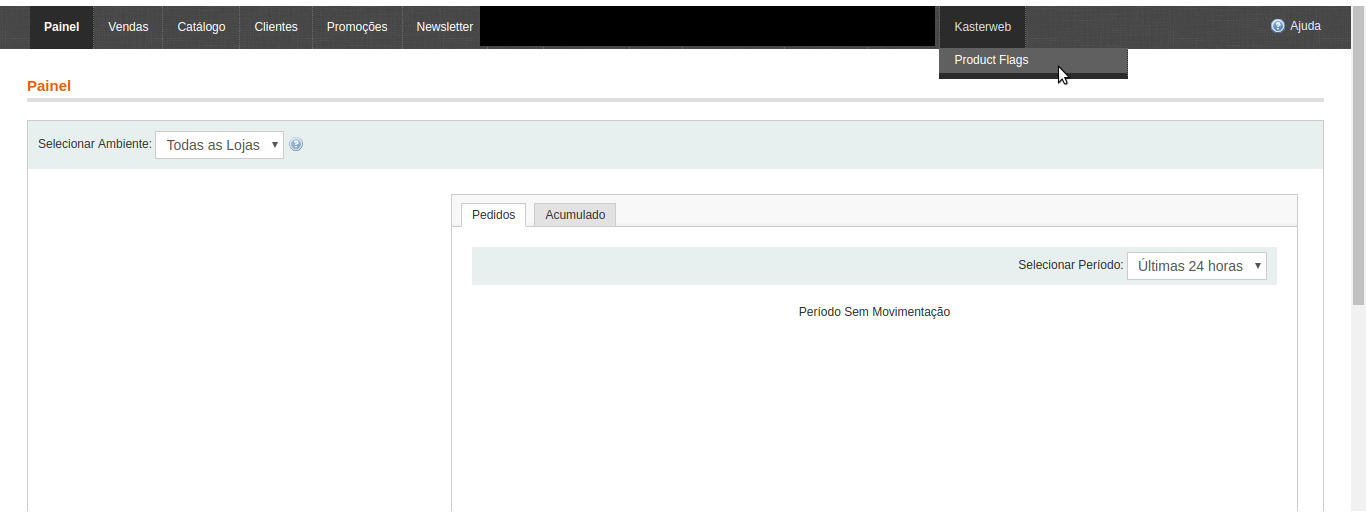 Painel Vendas Catálogo Clientes Promoções Newsletter Kasterweb Ajuda
Product Flags
Painel
Selecionar Ambiente: Todas as Lojas
Pedidos Acumulado
Selecionar Período: Últimas 24 horas
Período Sem Movimentação